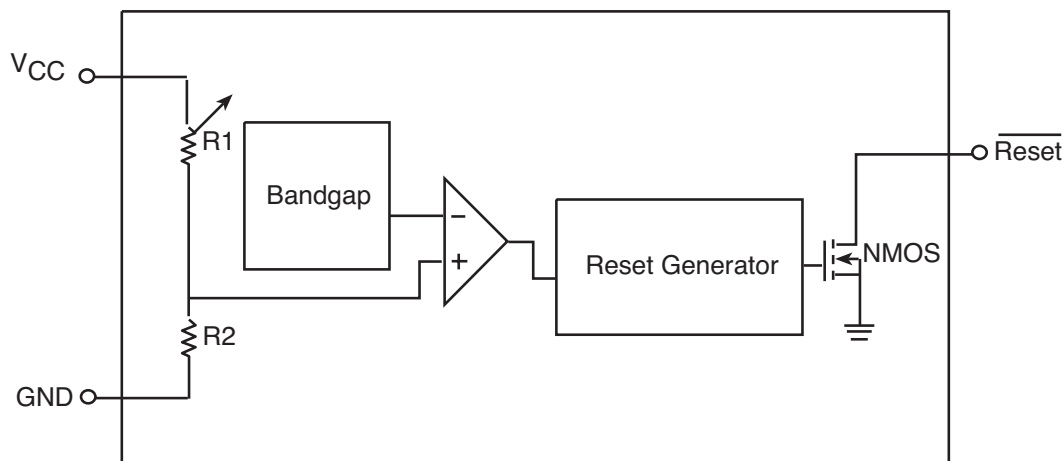 VCC
R1
Bandgap
−
+
Reset Generator
NMOS
Reset
R2
GND